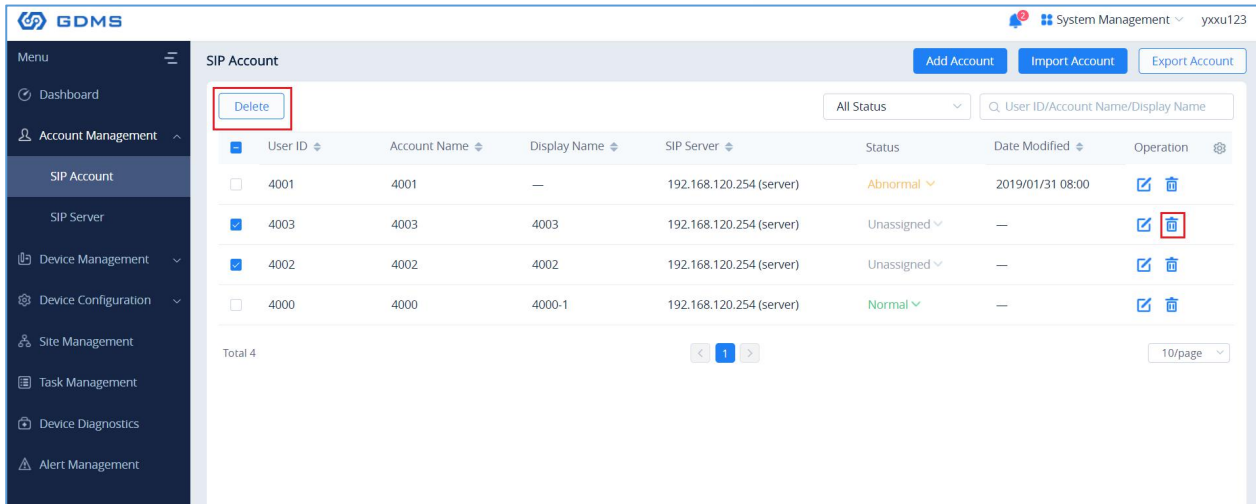 GDMS
2
System Management
yxxu123
Menu
SIP Account
Add Account
Import Account
Export Account
Dashboard
Delete
All Status
User ID/Account Name/Display Name
Account Management
User ID Account Name Display Name SIP Server Status Date Modified Operation
SIP Account
4001 4001 — 192.168.120.254 (server) Abnormal 2019/01/31 08:00
SIP Server
4003 4003 4003 192.168.120.254 (server) Unassigned —
Device Management
4002 4002 4002 192.168.120.254 (server) Unassigned —
Device Configuration
4000 4000 4000-1 192.168.120.254 (server) Normal —
Site Management
Total 4
1
10/page
Task Management
Device Diagnostics
Alert Management